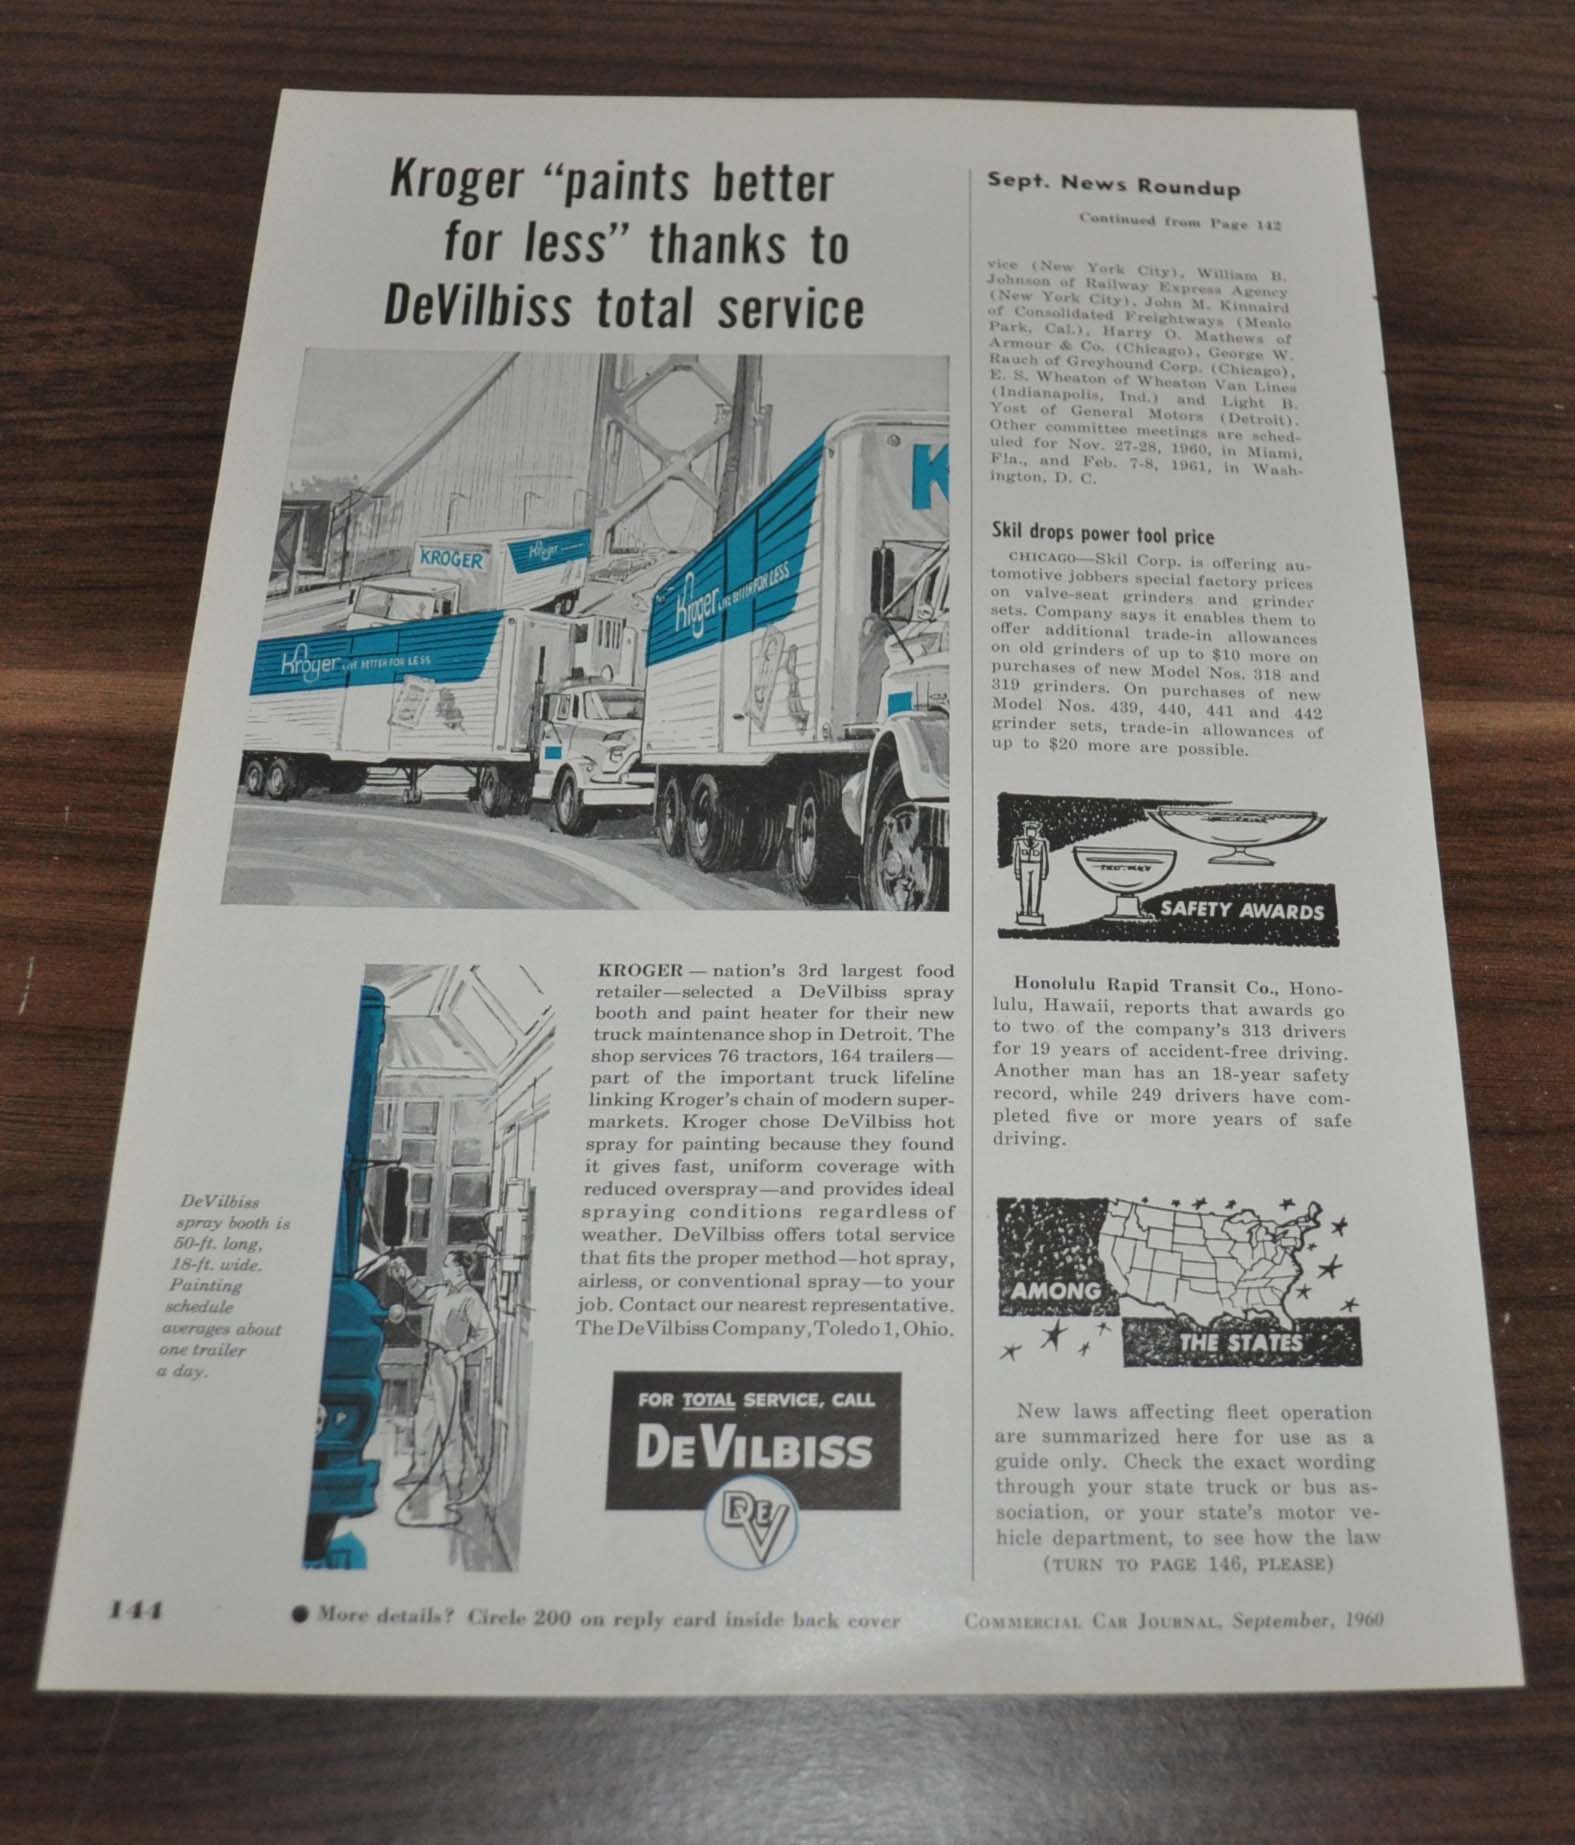 Kroger “paints better
for less” thanks to
DeVilbiss total service
KROGER
Kroger
Kroger LIVE BETTER FOR LESS
Kroger LIVE BETTER FOR LESS
K
KROGER — nation's 3rd largest food
retailer—selected a DeVilbiss spray
booth and paint heater for their new
truck maintenance shop in Detroit. The
shop services 76 tractors, 164 trailers—
part of the important truck lifeline
linking Kroger's chain of modern super-
markets. Kroger chose DeVilbiss hot
spray for painting because they found
it gives fast, uniform coverage with
reduced overspray—and provides ideal
spraying conditions regardless of
weather. DeVilbiss offers total service
that fits the proper method—hot spray,
airless, or conventional spray—to your
job. Contact our nearest representative.
The DeVilbiss Company, Toledo 1, Ohio.
DeVilbiss
spray booth is
50-ft. long,
18-ft. wide.
Painting
schedule
averages about
one trailer
a day.
P
FOR TOTAL SERVICE, CALL
DEVILBISS
DEV
Sept. News Roundup
Continued from Page 142
vice (New York City), William B.
Johnson of Railway Express Agency
(New York City), John M. Kinnaird
of Consolidated Freightways (Menlo
Park, Cal.), Harry O. Mathews of
Armour & Co. (Chicago), George W.
Rauch of Greyhound Corp. (Chicago),
E. S. Wheaton of Wheaton Van Lines
(Indianapolis, Ind.) and Light B.
Yost of General Motors (Detroit).
Other committee meetings are sched-
uled for Nov. 27-28, 1960, in Miami,
Fla., and Feb. 7-8, 1961, in Wash-
ington, D. C.
Skil drops power tool price
CHICAGO—Skil Corp. is offering au-
tomotive jobbers special factory prices
on valve-seat grinders and grinder
sets. Company says it enables them to
offer additional trade-in allowances
on old grinders of up to $10 more on
purchases of new Model Nos. 318 and
319 grinders. On purchases of new
Model Nos. 439, 440, 441 and 442
grinder sets, trade-in allowances of
up to $20 more are possible.
SAFETY AWARDS
Honolulu Rapid Transit Co., Hono-
lulu, Hawaii, reports that awards go
to two of the company's 313 drivers
for 19 years of accident-free driving.
Another man has an 18-year safety
record, while 249 drivers have com-
pleted five or more years of safe
driving.
AMONG
THE STATES
New laws affecting fleet operation
are summarized here for use as a
guide only. Check the exact wording
through your state truck or bus as-
sociation, or your state's motor ve-
hicle department, to see how the law
(TURN TO PAGE 146, PLEASE)
144
● More details? Circle 200 on reply card inside back cover
COMMERCIAL CAR JOURNAL, September, 1960